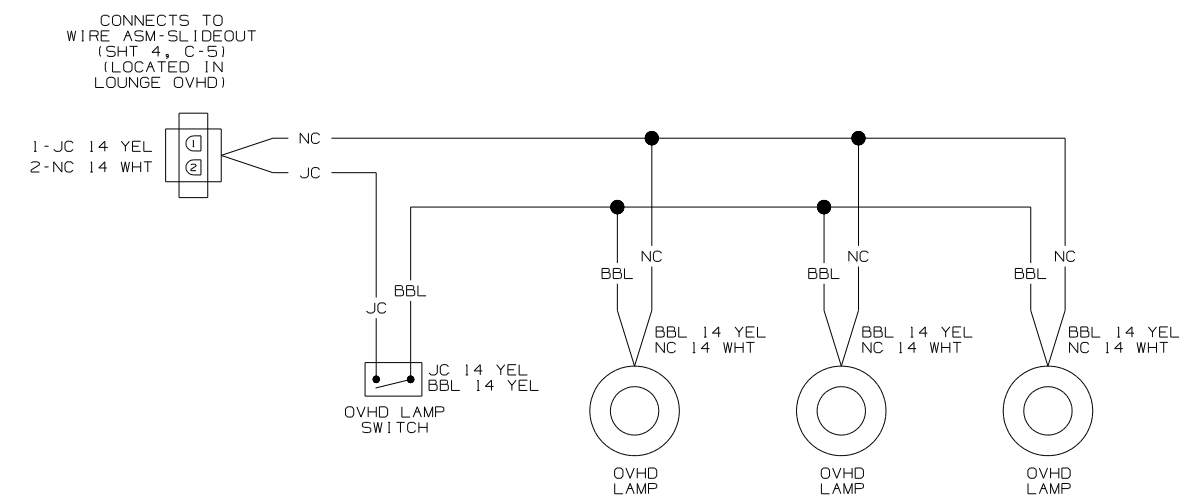 CONNECTS TO
WIRE ASM-SLIDEOUT
(SHT 4, C-5)
(LOCATED IN
LOUNGE OVHD)
1-JC 14 YEL
2-NC 14 WHT
1
2
NC
JC
NC
NC
NC
BBL
BBL
BBL
BBL
JC
BBL 14 YEL
NC 14 WHT
BBL 14 YEL
NC 14 WHT
BBL 14 YEL
NC 14 WHT
JC 14 YEL
BBL 14 YEL
OVHD LAMP
SWITCH
OVHD
LAMP
OVHD
LAMP
OVHD
LAMP